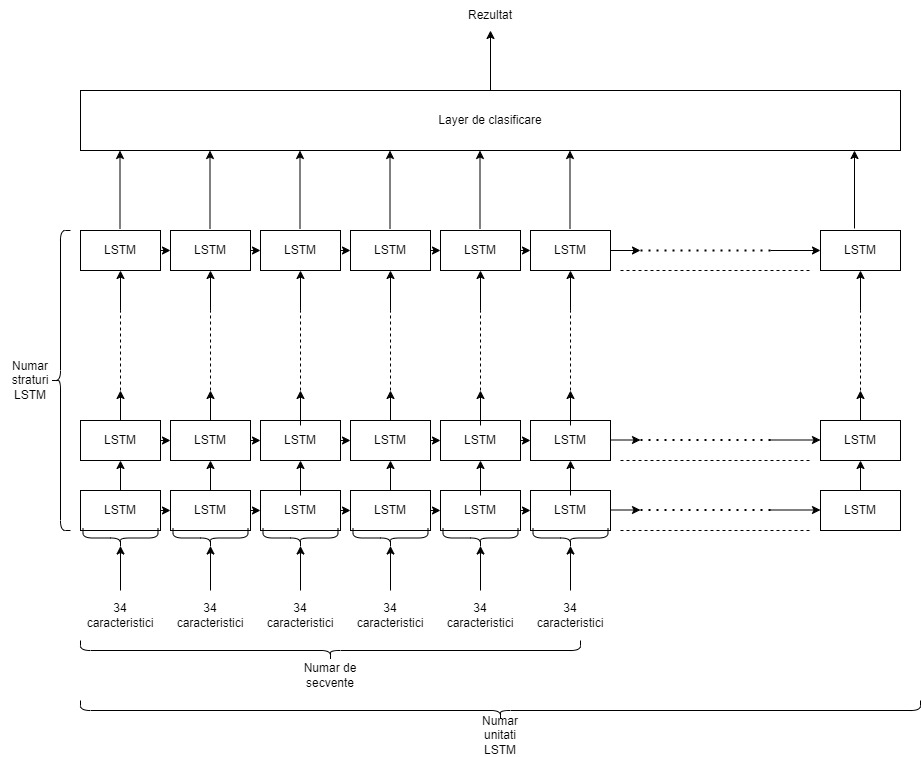 Rezultat
Layer de clasificare
LSTM LSTM LSTM LSTM LSTM LSTM LSTM
Numar
straturi
LSTM
LSTM LSTM LSTM LSTM LSTM LSTM LSTM
LSTM LSTM LSTM LSTM LSTM LSTM LSTM
34 34 34 34 34 34
caracteristici caracteristici caracteristici caracteristici caracteristici caracteristici
Numar de
secvente
Numar
unitati
LSTM